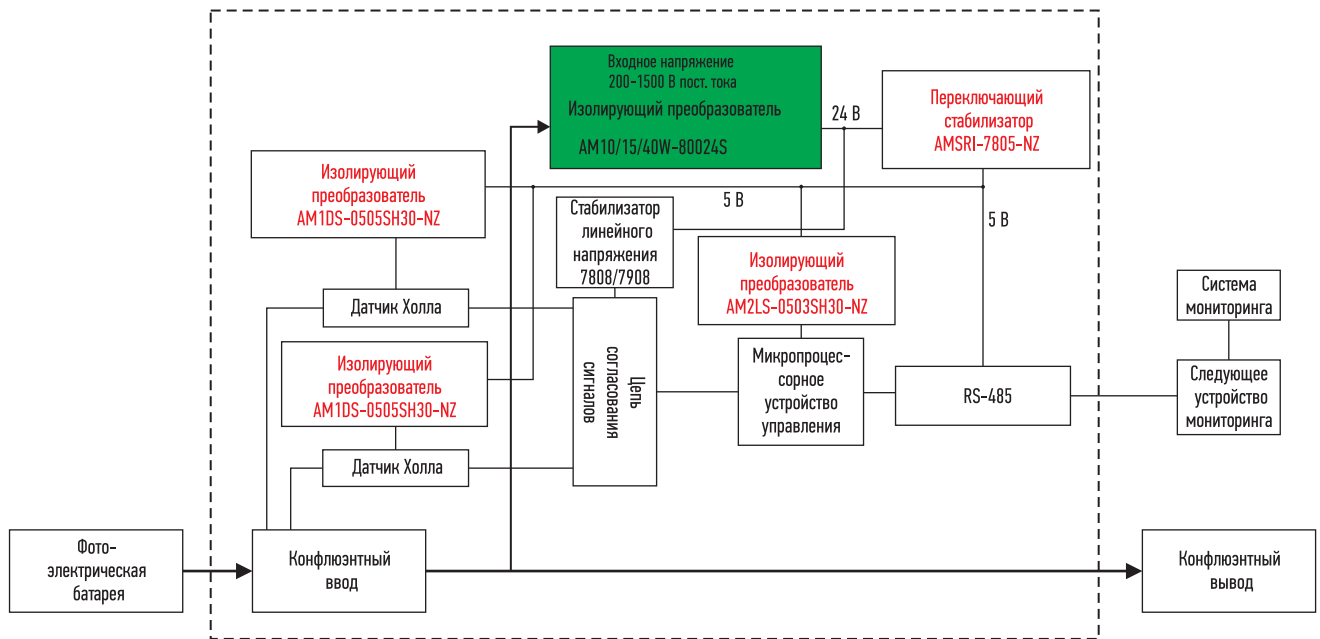 Входное напряжение
200-1500 В пост. тока
Изолирующий преобразователь
AM10/15/40W-80024S
24 В
Переключающий
стабилизатор
AMSRI-7805-NZ
Изолирующий
преобразователь
AM1DS-0505SH30-NZ
5 В
5 В
Стабилизатор
линейного
напряжения
7808/7908
Изолирующий
преобразователь
AM2LS-0503SH30-NZ
Датчик Холла
Система
мониторинга
Изолирующий
преобразователь
AM1DS-0505SH30-NZ
Цепь
согласования
сигналов
Микропроцес-
сорное
устройство
управления
RS-485
Следующее
устройство
мониторинга
Датчик Холла
Фото-
электрическая
батарея
Конфлюэнтный
ввод
Конфлюэнтный
вывод